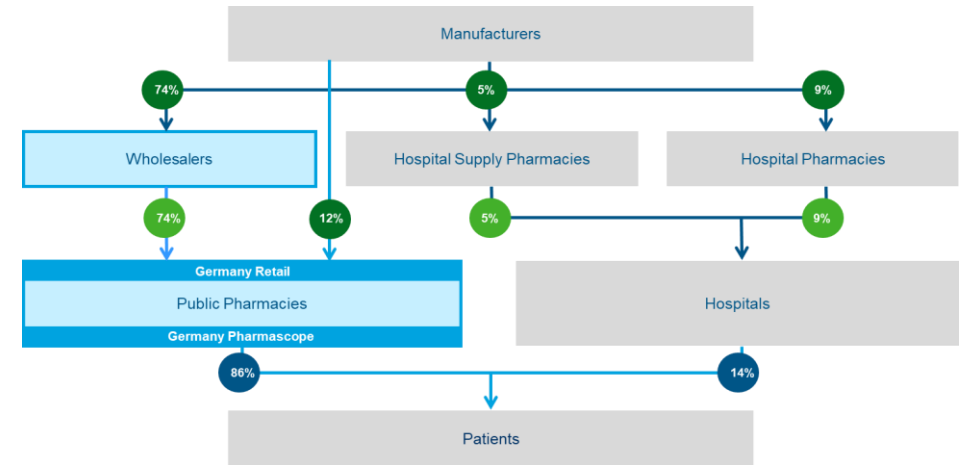 Manufacturers
74%
5%
9%
Wholesalers
Hospital Supply Pharmacies
Hospital Pharmacies
74%
12%
5%
9%
Germany Retail
Public Pharmacies
Hospitals
Germany Pharmascope
86%
14%
Patients